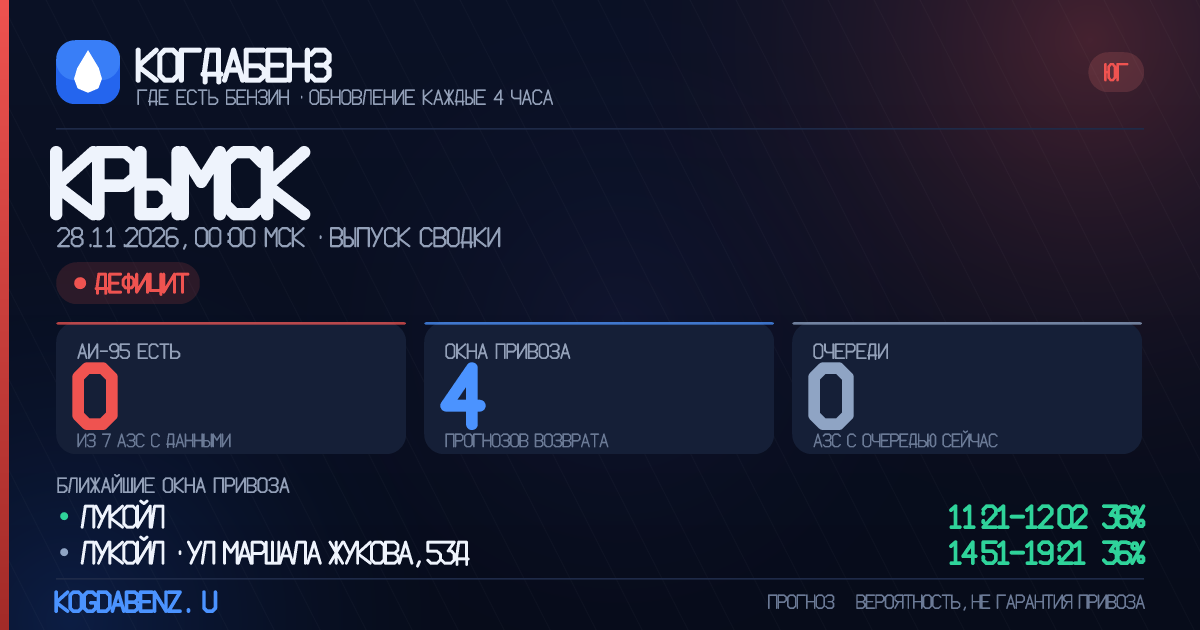 КОГДАБЕНЗ
ГДЕ ЕСТЬ БЕНЗИН · ОБНОВЛЕНИЕ КАЖДЫЕ 4 ЧАСА
ЮГ
КРЫМСК
28.11.2026, 00:00 МСК · ВЫПУСК СВОДКИ
ДЕФИЦИТ
АИ-95 ЕСТЬ
0
ИЗ 7 АЗС С ДАННЫМИ
ОКНА ПРИВОЗА
4
ПРОГНОЗОВ ВОЗВРАТА
ОЧЕРЕДИ
0
АЗС С ОЧЕРЕДЬЮ СЕЙЧАС
БЛИЖАЙШИЕ ОКНА ПРИВОЗА
• ЛУКОЙЛ 11:21–12:02 36%
• ЛУКОЙЛ · УЛ МАРШАЛА ЖУКОВА, 53Д 14:51–19:21 36%
KOGDABENZ. U
ПРОГНОЗ ВЕРОЯТНОСТЬ, НЕ ГАРАНТИЯ ПРИВОЗА